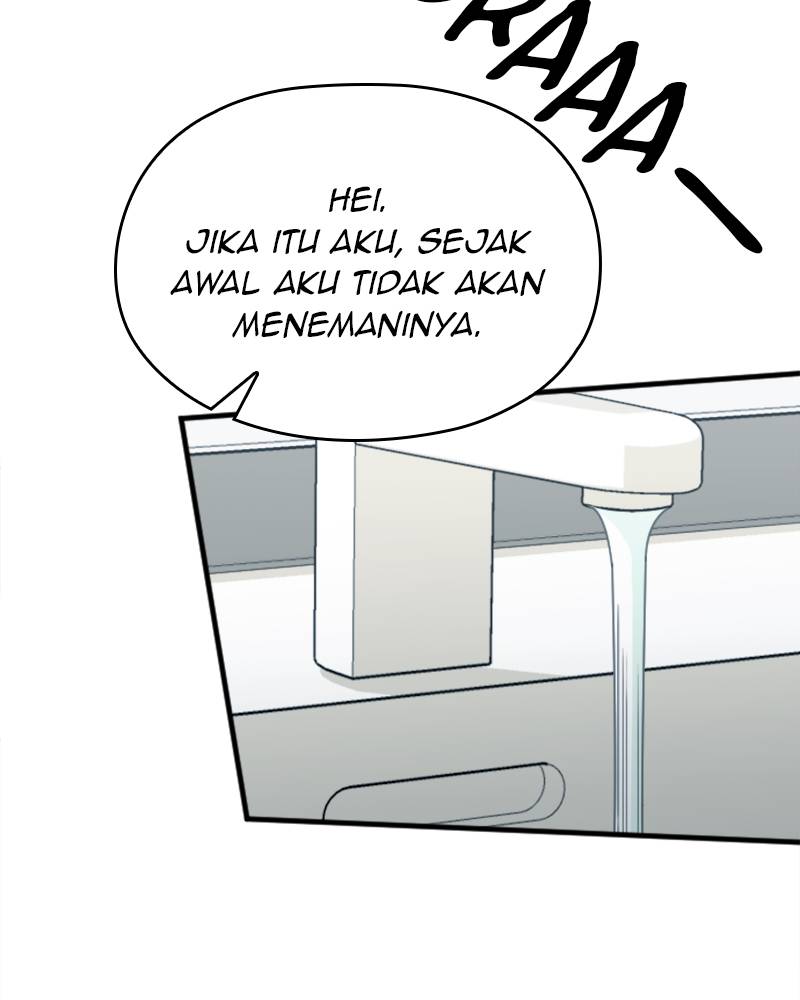 RAAA-
HEI.
JIKA ITU AKU, SEJAK
AWAL AKU TIDAK AKAN
MENEMANINYA.